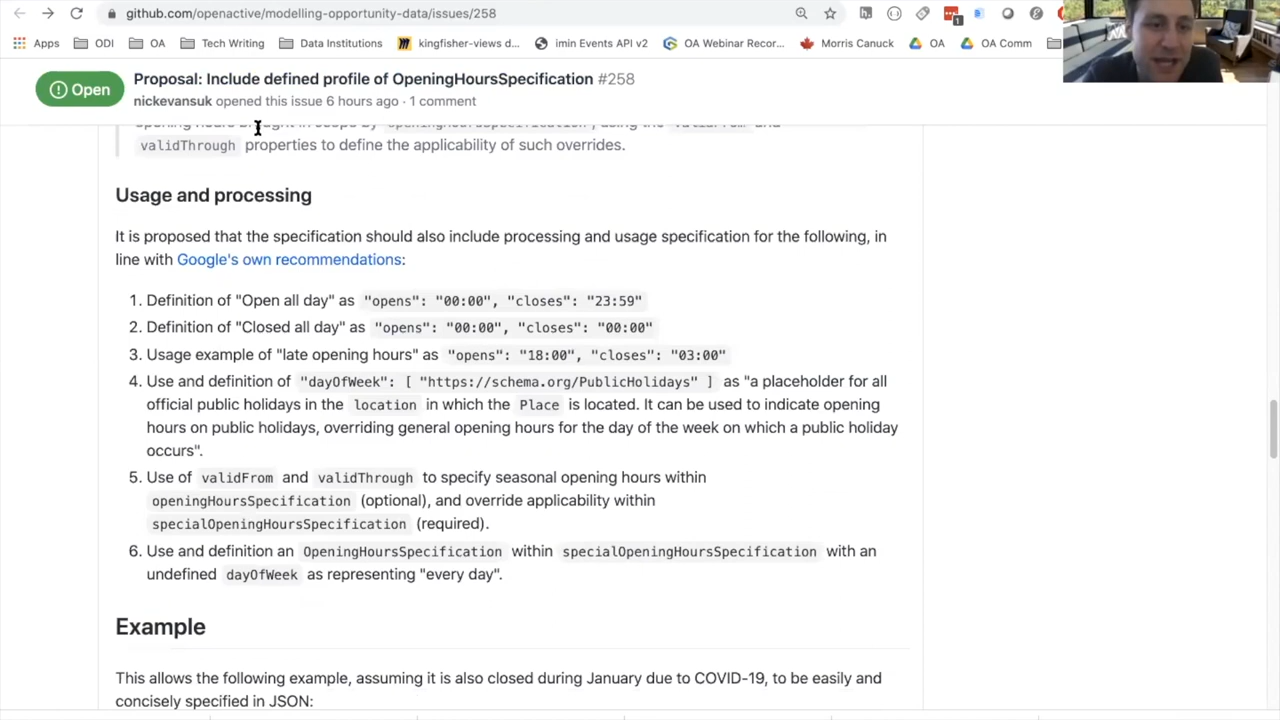 github.com/openactive/modelling-opportunity-data/issues/258
1
Apps ODI OA Tech Writing Data Institutions kingfisher-views d... imin Events API v2 OA Webinar Recor... Morris Canuck OA OA Comm
Open
Proposal: Include defined profile of OpeningHoursSpecification #258
nickevansuk opened this issue 6 hours ago · 1 comment
opening hours brought in scope by openingHoursSpecification, using the validFrom and
validThrough properties to define the applicability of such overrides.
Usage and processing
It is proposed that the specification should also include processing and usage specification for the following, in
line with Google's own recommendations:
1. Definition of "Open all day" as "opens": "00:00", "closes": "23:59"
2. Definition of "Closed all day" as "opens": "00:00", "closes": "00:00"
3. Usage example of "late opening hours" as "opens": "18:00", "closes": "03:00"
4. Use and definition of "dayOfWeek": [ "https://schema.org/PublicHolidays" ] as "a placeholder for all
official public holidays in the location in which the Place is located. It can be used to indicate opening
hours on public holidays, overriding general opening hours for the day of the week on which a public holiday
occurs".
5. Use of validFrom and validThrough to specify seasonal opening hours within
openingHoursSpecification (optional), and override applicability within
specialOpeningHoursSpecification (required).
6. Use and definition an OpeningHoursSpecification within specialOpeningHoursSpecification with an
undefined dayOfWeek as representing "every day".
Example
This allows the following example, assuming it is also closed during January due to COVID-19, to be easily and
concisely specified in JSON: